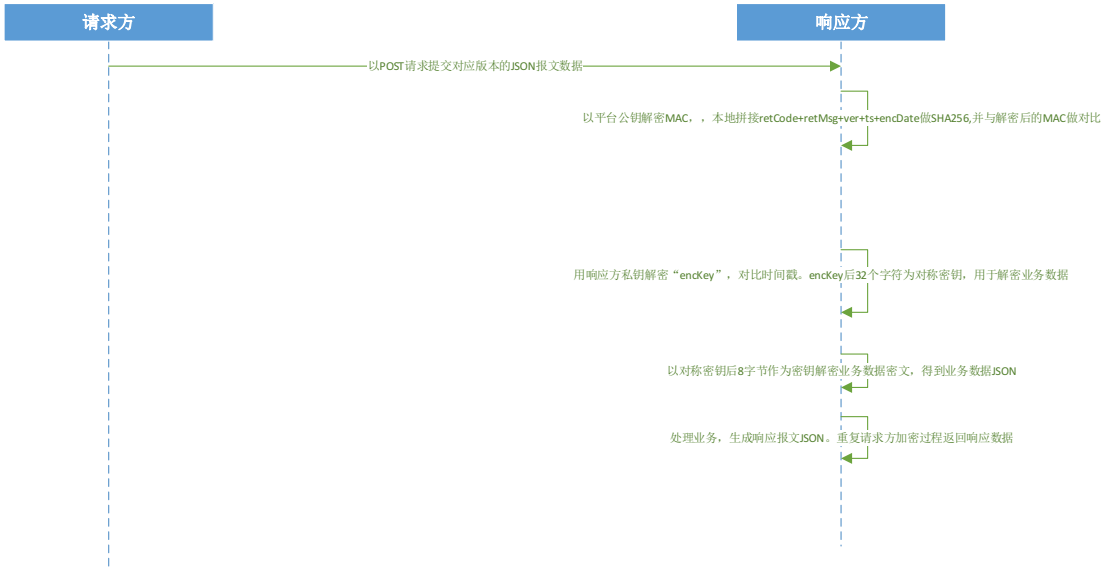 请求方
响应方
以POST请求提交对应版本的JSON报文数据
以平台公钥解密MAC，，本地拼接retCode+retMsg+ver+ts+encDate做SHA256,并与解密后的MAC做对比
用响应方私钥解密“encKey”，对比时间戳。encKey后32个字符为对称密钥，用于解密业务数据
以对称密钥后8字节作为密钥解密业务数据密文，得到业务数据JSON
处理业务，生成响应报文JSON。重复请求方加密过程返回响应数据